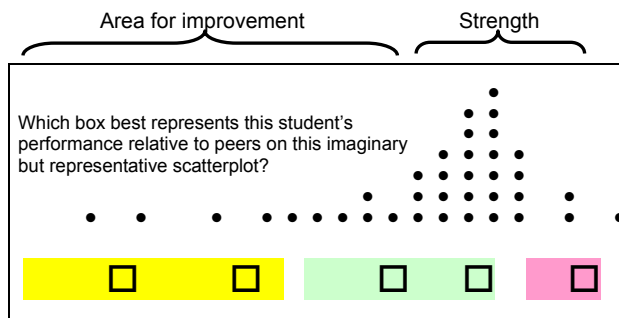 Area for improvement
Strength
Which box best represents this student's
performance relative to peers on this imaginary
but representative scatterplot?